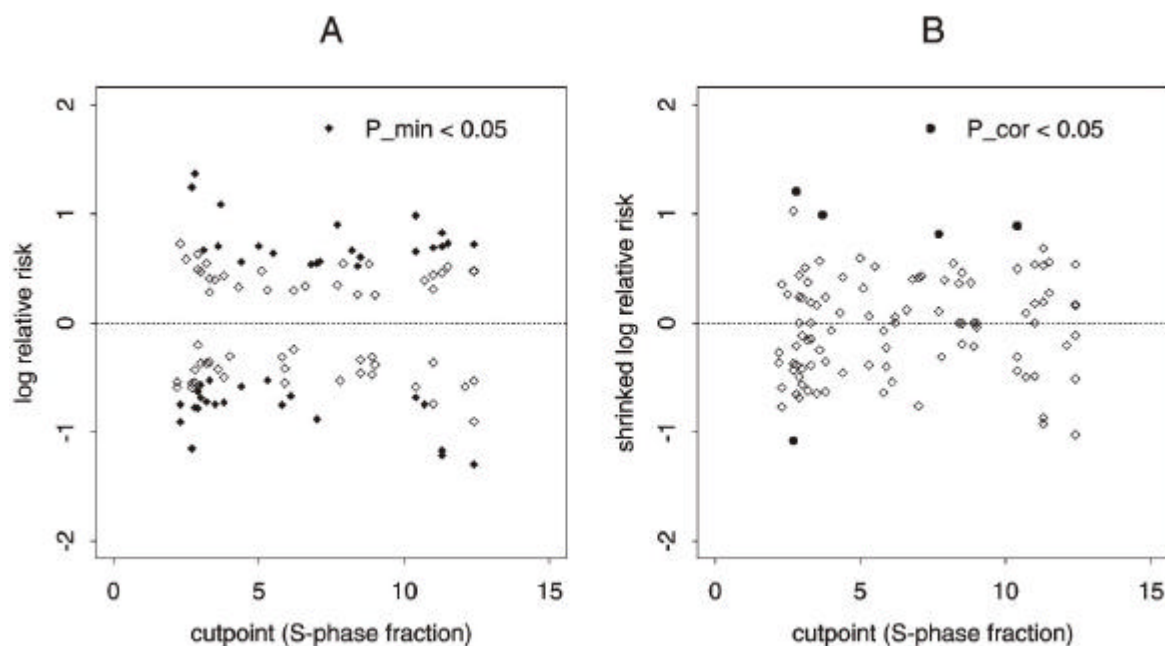 A
B
P_min < 0.05
P_cor < 0.05
log relative risk
shrinked log relative risk
2
1
0
-1
-2
2
1
0
-1
-2
0 5 10 15
0 5 10 15
cutpoint (S-phase fraction)
cutpoint (S-phase fraction)